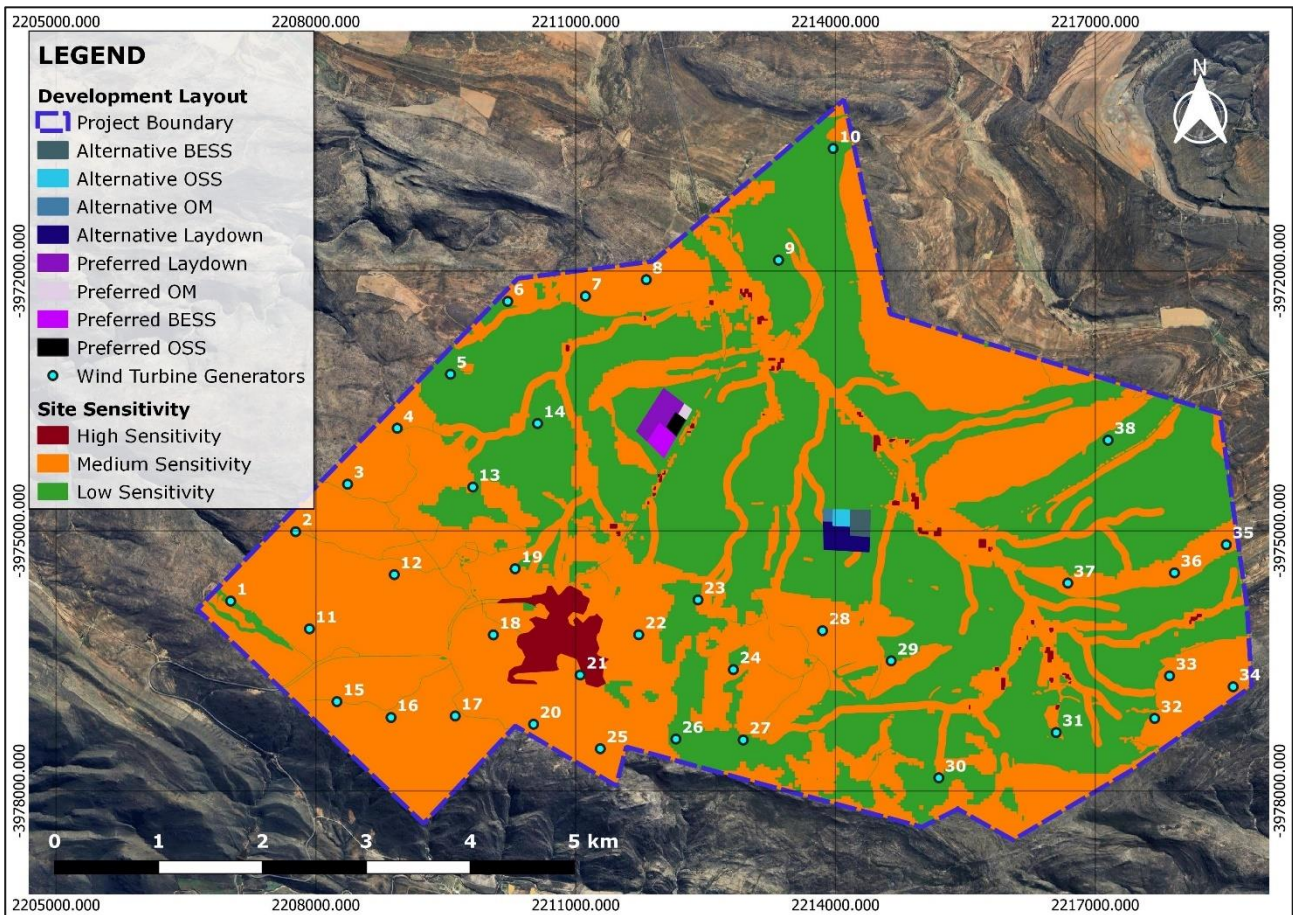 2205000.000 2208000.000 2211000.000 2214000.000 2217000.000
LEGEND
Development Layout
Project Boundary
Alternative BESS
Alternative OSS
Alternative OM
Alternative Laydown
Preferred Laydown
Preferred OM
Preferred BESS
Preferred OSS
Wind Turbine Generators
Site Sensitivity
High Sensitivity
Medium Sensitivity
Low Sensitivity
N
-3972000.000
-3975000.000
-3978000.000
-3972000.000
-3975000.000
-3978000.000
10
9
8
7
6
5
4
14
38
3
13
2
35
19
36
12
37
1
23
11
28
18
22
29
21
24
33
34
15
16
17
32
20
31
26
27
25
30
0 1 2 3 4 5 km
2205000.000 2208000.000 2211000.000 2214000.000 2217000.000